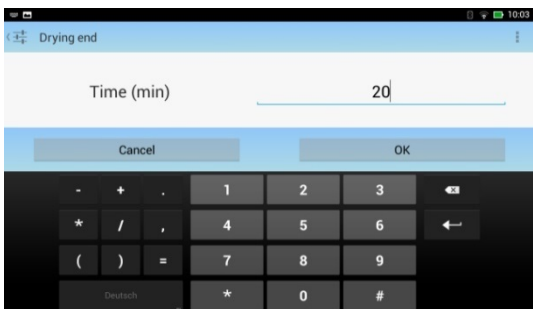 10:03
Drying end
Time (min) 20
Cancel OK
- + . 1 2 3
* / , 4 5 6
( ) = 7 8 9
Deutsch * 0 #